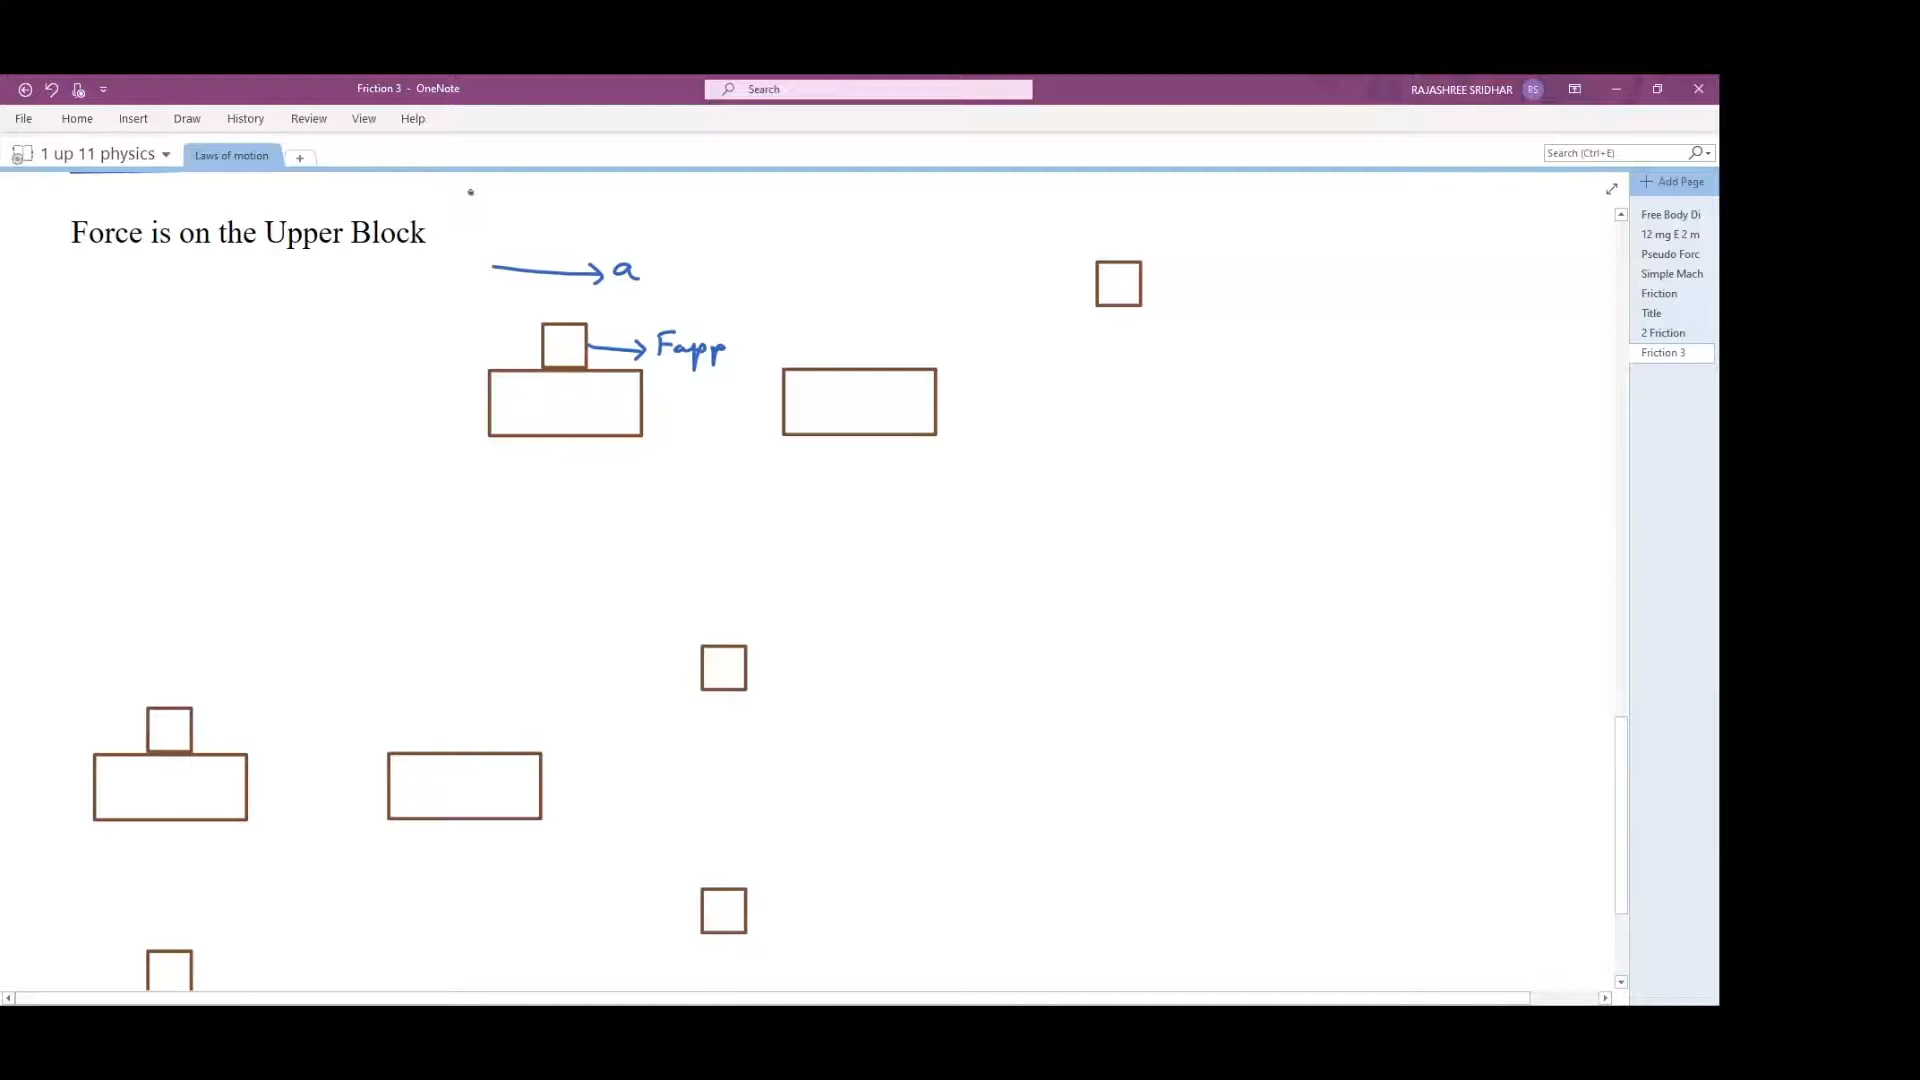 Friction 3 - OneNote
Search
RAJASHREE SRIDHAR
RS
File Home Insert Draw History Review View Help
1 up 11 physics
Laws of motion
+
Search (Ctrl+E)
Add Page
Free Body Di
12 mg E 2 m
Pseudo Forc
Simple Mach
Friction
Title
2 Friction
Friction 3
Force is on the Upper Block
a
Fapp